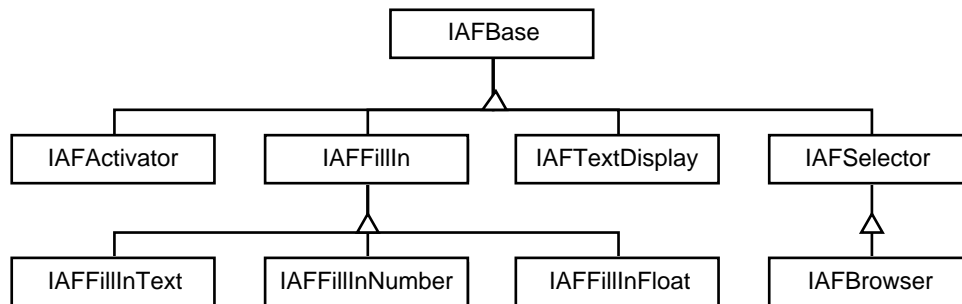 IAFBase
IAFActivator
IAFFillIn
IAFTextDisplay
IAFSelector
IAFFillInText
IAFFillInNumber
IAFFillInFloat
IAFBrowser